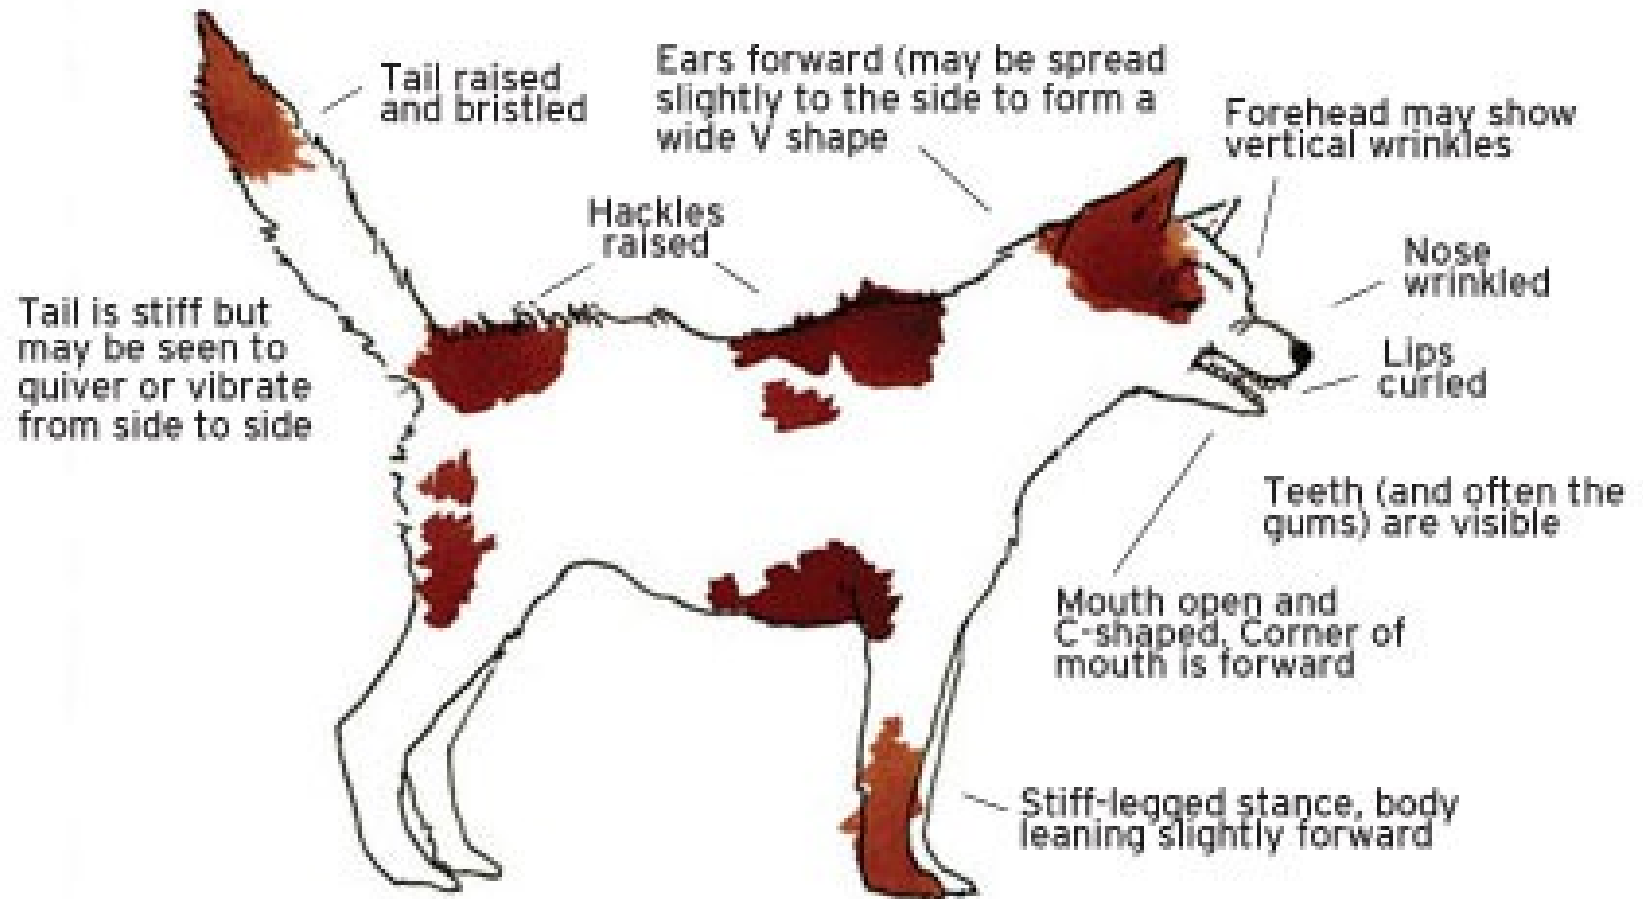 Tail raised
and bristled
Ears forward (may be spread
slightly to the side to form a
wide V shape
Forehead may show
vertical wrinkles
Hackles
raised
Nose
wrinkled
Tail is stiff but
may be seen to
quiver or vibrate
from side to side
Lips
curled
Teeth (and often the
gums) are visible
Mouth open and
C-shaped, Corner of
mouth is forward
Stiff-legged stance, body
leaning slightly forward